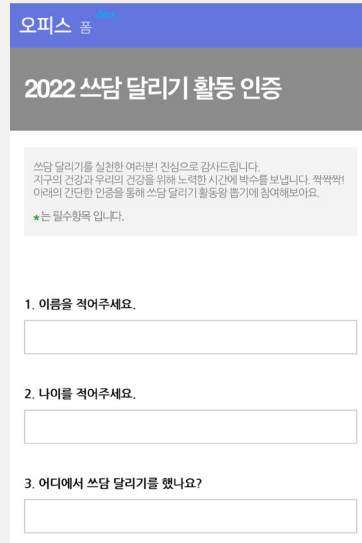 오피스 폼
2022 쓰담 달리기 활동 인증
쓰담 달리기를 실천한 여러분! 진심으로 감사드립니다.
지구의 건강과 우리의 건강을 위해 노력한 시간에 박수를 보냅니다. 짝짝짝!
아래의 간단한 인증을 통해 쓰담 달리기 활동왕 뽑기에 참여해보아요.
★는 필수항목 입니다.
1. 이름을 적어주세요.
2. 나이를 적어주세요.
3. 어디에서 쓰담 달리기를 했나요?